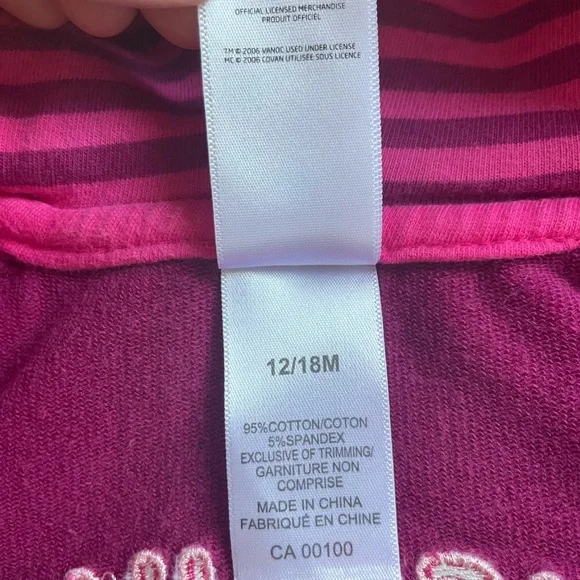 OFFICIAL LICENSED MERCHANDISE
PRODUIT OFFICIEL
TM © 2006 VANOC USED UNDER LICENSE
MC © 2006 COVAN UTILISÉE SOUS LICENCE
12/18M
95%COTTON/COTON
5%SPANDEX
EXCLUSIVE OF TRIMMING/
GARNITURE NON
COMPRISE
MADE IN CHINA
FABRIQUÉ EN CHINE
CA 00100